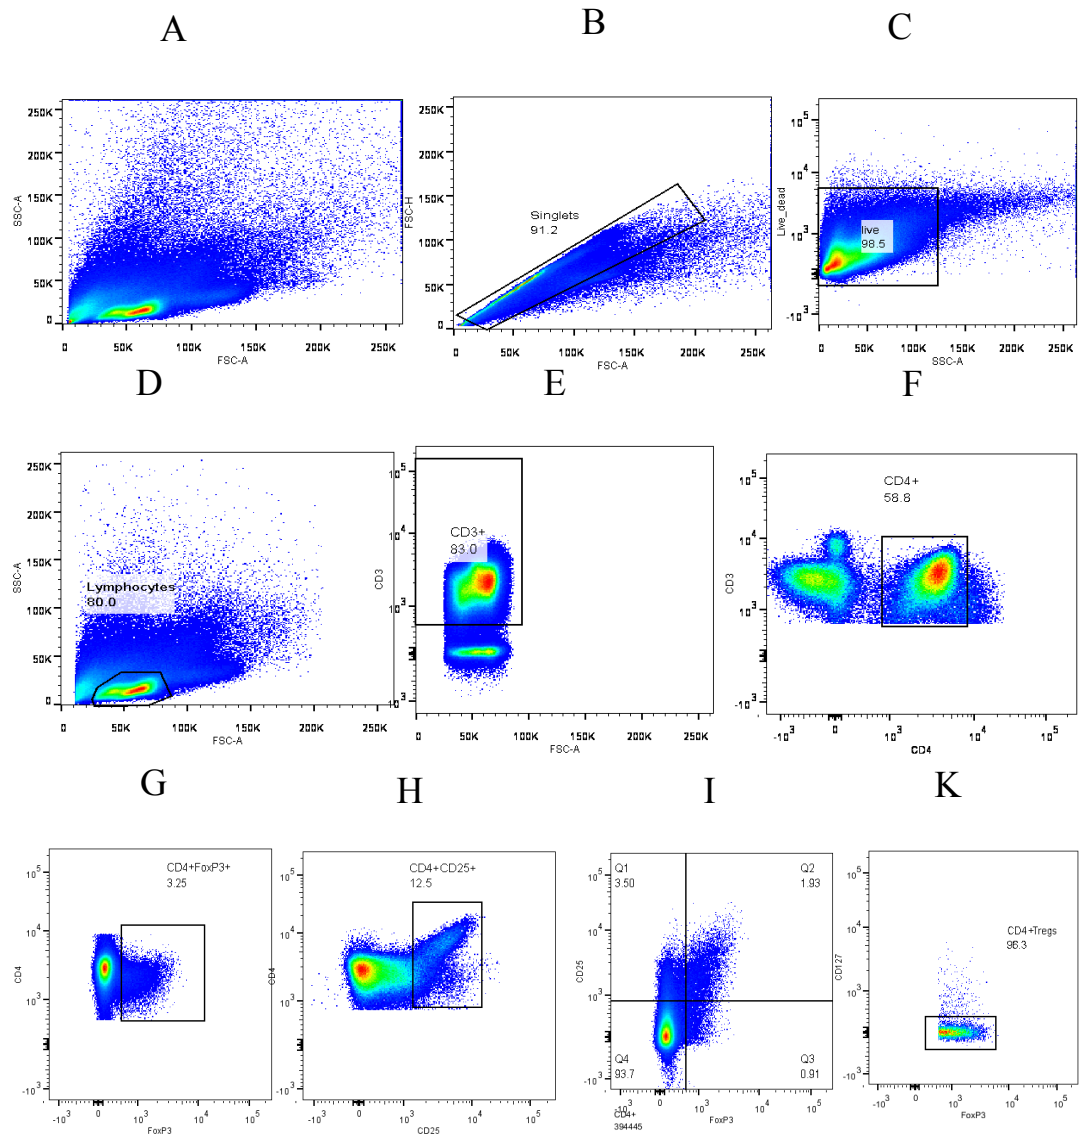 A
B
C
250K
200K
150K
100K
50K
0
SSC-A
0
50K
100K
150K
200K
250K
FSC-A
250K
200K
150K
100K
50K
0
FSC-H
Singlets
91.2
0
50K
100K
150K
200K
250K
FSC-A
10^5
10^4
10^3
-10^3
Live_dead
live
98.5
0
50K
100K
150K
200K
250K
SSC-A
D
E
F
250K
200K
150K
100K
50K
0
SSC-A
Lymphocytes
80.0
0
50K
100K
150K
200K
250K
FSC-A
10^5
10^4
10^3
-10^3
CD3
CD3+
83.0
0
50K
100K
150K
200K
250K
FSC-A
10^5
10^4
10^3
-10^3
CD3
CD4+
58.8
-10^3
0
10^3
10^4
10^5
CD4
G
H
I
K
10^5
10^4
10^3
-10^3
CD4
CD4+FoxP3+
3.25
-10^3
0
10^3
10^4
10^5
FoxP3
10^5
10^4
10^3
-10^3
CD4
CD4+CD25+
12.5
-10^3
0
10^3
10^4
10^5
CD25
10^5
10^4
10^3
-10^3
CD25
Q1
3.50
Q2
1.93
Q4
93.7
Q3
0.91
-10^3
0
10^3
10^4
10^5
FoxP3
CD4+
394445
10^5
10^4
10^3
-10^3
CD127
CD4+Tregs
96.3
-10^3
0
10^3
10^4
10^5
FoxP3